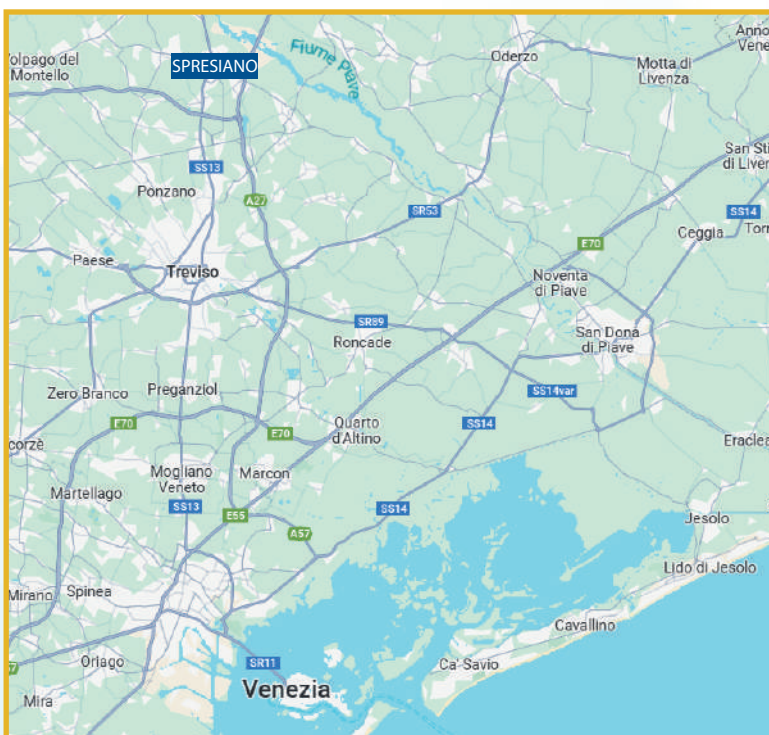 Anno
Vene
Fiume Piave
Oderzo
Volpago del
Montello
SPRESIANO
Motta di
Livenza
San Sti
di Liver
SS13
Ponzano
A27
SR53
SS14
Ceggia
Torr
E70
Paese
Treviso
Noventa
di Piave
SR89
Roncade
San Dona
di Piave
Zero Branco
Preganziol
SS14var
E70
E70
Quarto
d'Altino
SS14
corzè
Eraclea
Mogliano
Veneto
Marcon
Martellago
SS13
E55
SS14
A57
Jesolo
Lido di Jesolo
Mirano
Spinea
Cavallino
Oriago
SR11
Ca' Savio
Venezia
Mira